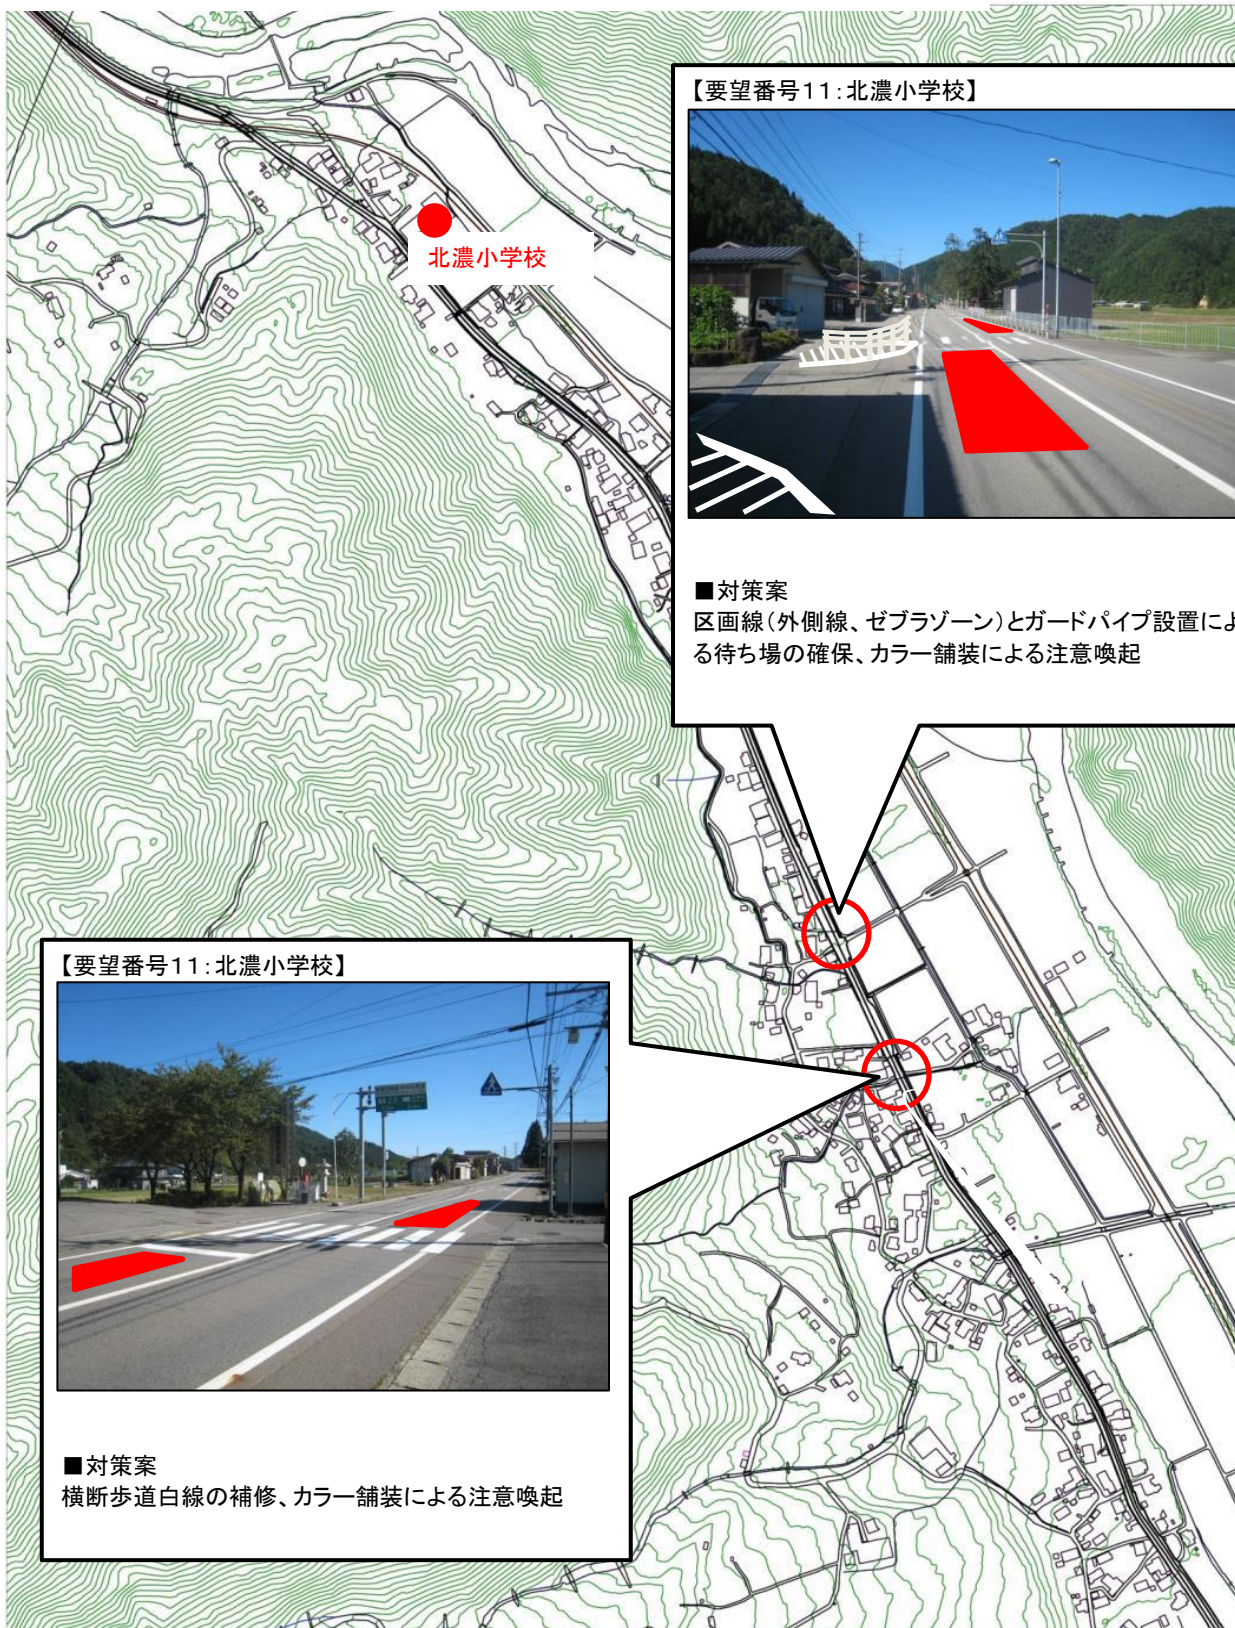 【要望番号11：北濃小学校】
北濃小学校
■対策案
区画線（外側線、ゼブラゾーン）とガードパイプ設置によ
る待ち場の確保、カラー舗装による注意喚起
【要望番号11：北濃小学校】
■対策案
横断歩道白線の補修、カラー舗装による注意喚起